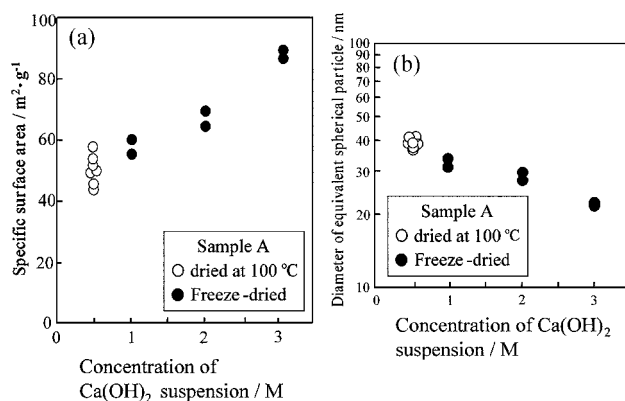 (a)
Specific surface area / m²·g⁻¹
100
80
60
40
20
0
Sample A
dried at 100 °C
Freeze-dried
0 1 2 3
Concentration of
Ca(OH)₂ suspension / M
(b)
Diameter of equivalent spherical particle / nm
100
90
80
70
60
50
40
30
20
10
Sample A
dried at 100 °C
Freeze-dried
0 1 2 3
Concentration of Ca(OH)₂
suspension / M